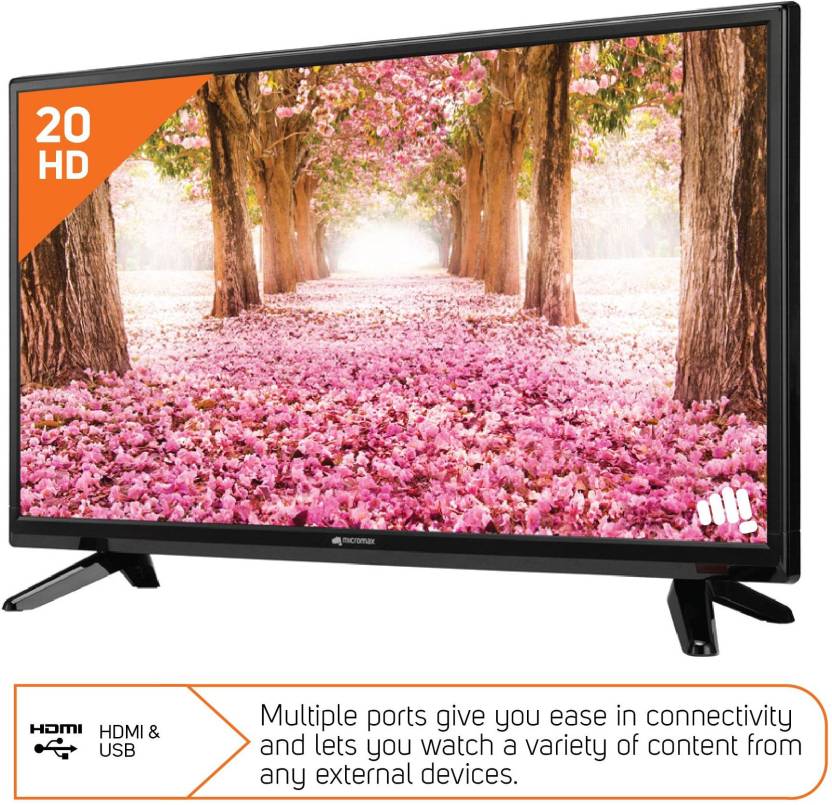 20
HD
micromax
HDMI
HDMI &
USB
Multiple ports give you ease in connectivity
and lets you watch a variety of content from
any external devices.